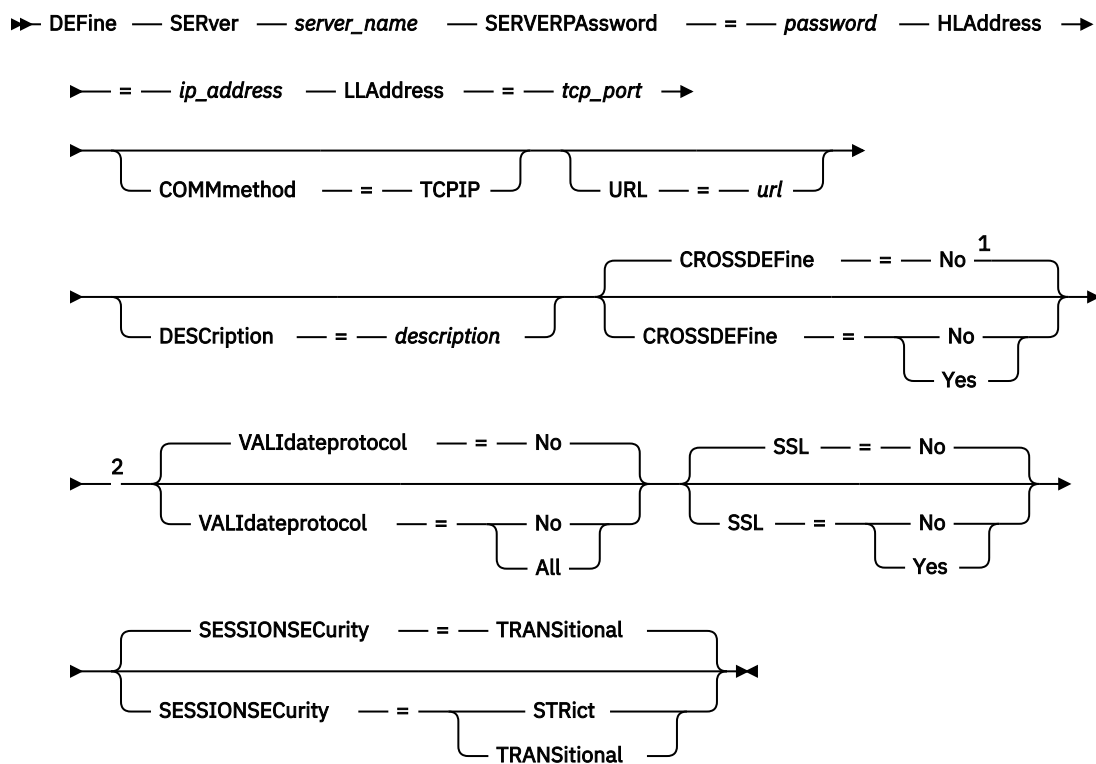 DEFine — SERver — server_name — SERVERPAssword — = — password — HLAddress
= — ip_address — LLAddress — = — tcp_port
COMMmethod — = — TCPIP
URL — = — url
CROSSDEFine — = — No 1
DESCription — = — description
CROSSDEFine — = No
Yes
2
VALIdateprotocol — = — No
VALIdateprotocol — = No
All
SSL — = — No
SSL — = No
Yes
SESSIONSECurity — = — TRANSitional
SESSIONSECurity — = STRict
TRANSitional